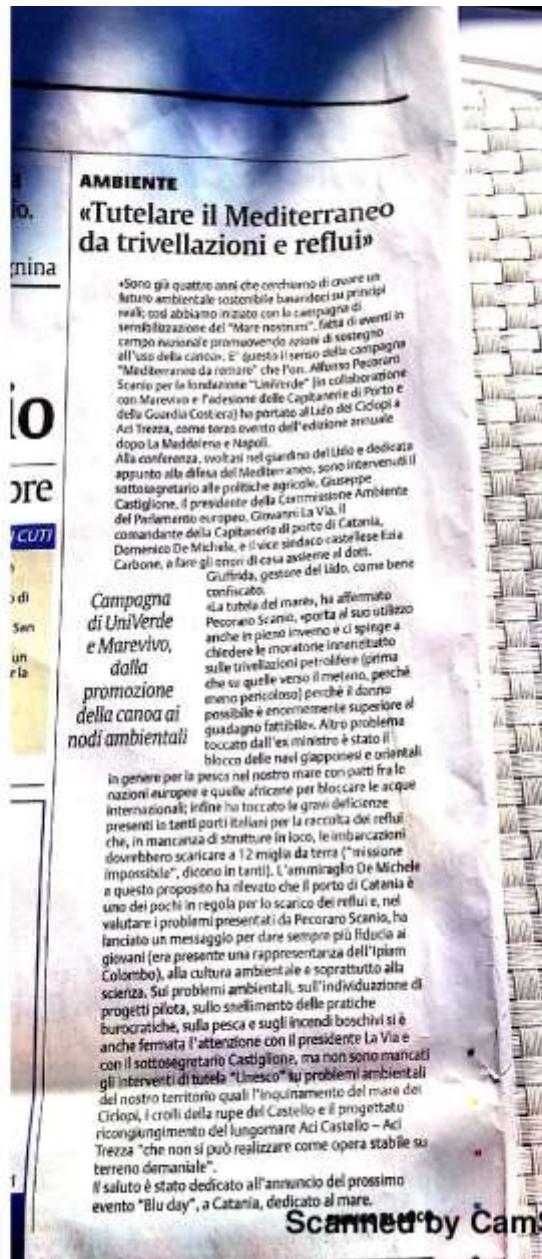 io.
gnina
io
bre
I CUTI
di
San
un
r la
AMBIENTE
«Tutelare il Mediterraneo
da trivellazioni e reflui»
«Sono già quattro anni che cerchiamo di creare un
futuro ambientale sostenibile basandoci su principi
reali; così abbiamo iniziato con la campagna di
sensibilizzazione del "Mare nostrum", fatta di eventi in
campo nazionale promuovendo azioni di sostegno
all'uso della canoa». E' questo il senso della campagna
"Mediterraneo da remare" che l'on. Alfonso Pecoraro
Scanio per la fondazione "UniVerde" (in collaborazione
con Marevivo e l'adesione delle Capitanerie di Porto e
della Guardia Costiera) ha portato al Lido dei Ciclopi a
Aci Trezza, come terzo evento dell'edizione annuale
dopo La Maddalena e Napoli.
Alla conferenza, svoltasi nel giardino del Lido e dedicata
appunto alla difesa del Mediterraneo, sono intervenuti il
sottosegretario alle politiche agricole, Giuseppe
Castiglione, il presidente della Commissione Ambiente
del Parlamento europeo, Giovanni La Via, il
comandante della Capitaneria di porto di Catania,
Domenico De Michele, e il vice sindaco castellese Ezia
Carbone, a fare gli onori di casa assieme al dott.
Giuffrida, gestore del Lido, come bene
confiscato.
«La tutela del mare», ha affermato
Pecoraro Scanio, «porta al suo utilizzo
anche in pieno inverno e ci spinge a
chiedere le moratorie innanzitutto
sulle trivellazioni petrolifere (prima
che su quelle verso il metano, perché
meno pericoloso) perché il danno
possibile è enormemente superiore al
guadagno fattibile». Altro problema
toccato dall'ex ministro è stato il
blocco delle navi giapponesi e orientali
Campagna
di UniVerde
e Marevivo,
dalla
promozione
della canoa ai
nodi ambientali
in genere per la pesca nel nostro mare con patti fra le
nazioni europee e quelle africane per bloccare le acque
internazionali; infine ha toccato le gravi deficienze
presenti in tanti porti italiani per la raccolta dei reflui
che, in mancanza di strutture in loco, le imbarcazioni
dovrebbero scaricare a 12 miglia da terra ("missione
impossibile", dicono in tanti). L'ammiraglio De Michele
a questo proposito ha rilevato che il porto di Catania è
uno dei pochi in regola per lo scarico dei reflui e, nel
valutare i problemi presentati da Pecoraro Scanio, ha
lanciato un messaggio per dare sempre più fiducia ai
giovani (era presente una rappresentanza dell'Ipiam
Colombo), alla cultura ambientale e soprattutto alla
scienza. Sui problemi ambientali, sull'individuazione di
progetti pilota, sullo snellimento delle pratiche
burocratiche, sulla pesca e sugli incendi boschivi si è
anche fermata l'attenzione con il presidente La Via e
con il sottosegretario Castiglione, ma non sono mancati
gli interventi di tutela "Unesco" su problemi ambientali
del nostro territorio quali l'inquinamento del mare dei
Ciclopi, i crolli della rupe del Castello e il progettato
ricongiungimento del lungomare Aci Castello – Aci
Trezza "che non si può realizzare come opera stabile su
terreno demaniale".
Il saluto è stato dedicato all'annuncio del prossimo
evento "Blu day", a Catania, dedicato al mare.
Scanned by CamS